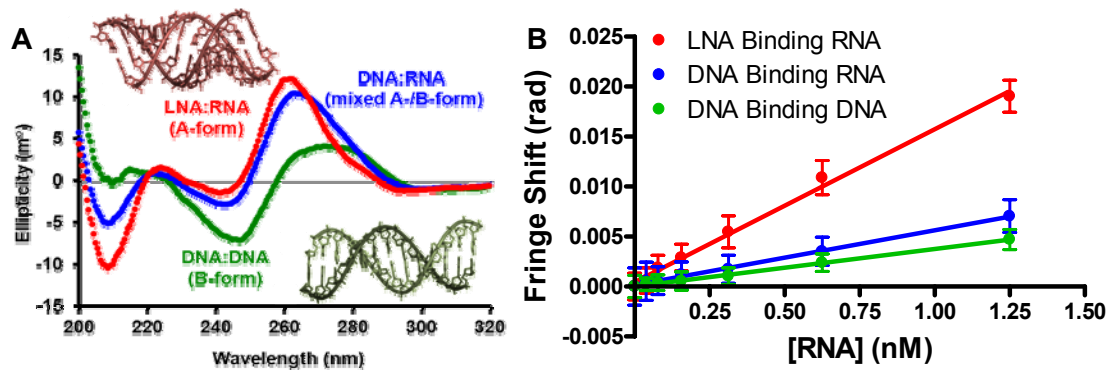 A
15
10
5
0
-5
-10
-15
Ellipticity (m°)
LNA:RNA
(A-form)
DNA:RNA
(mixed A-/B-form)
DNA:DNA
(B-form)
200
220
240
260
280
300
320
Wavelength (nm)
B
LNA Binding RNA
DNA Binding RNA
DNA Binding DNA
0.025
0.020
0.015
0.010
0.005
0.000
-0.005
Fringe Shift (rad)
0.25
0.50
0.75
1.00
1.25
1.50
[RNA] (nM)